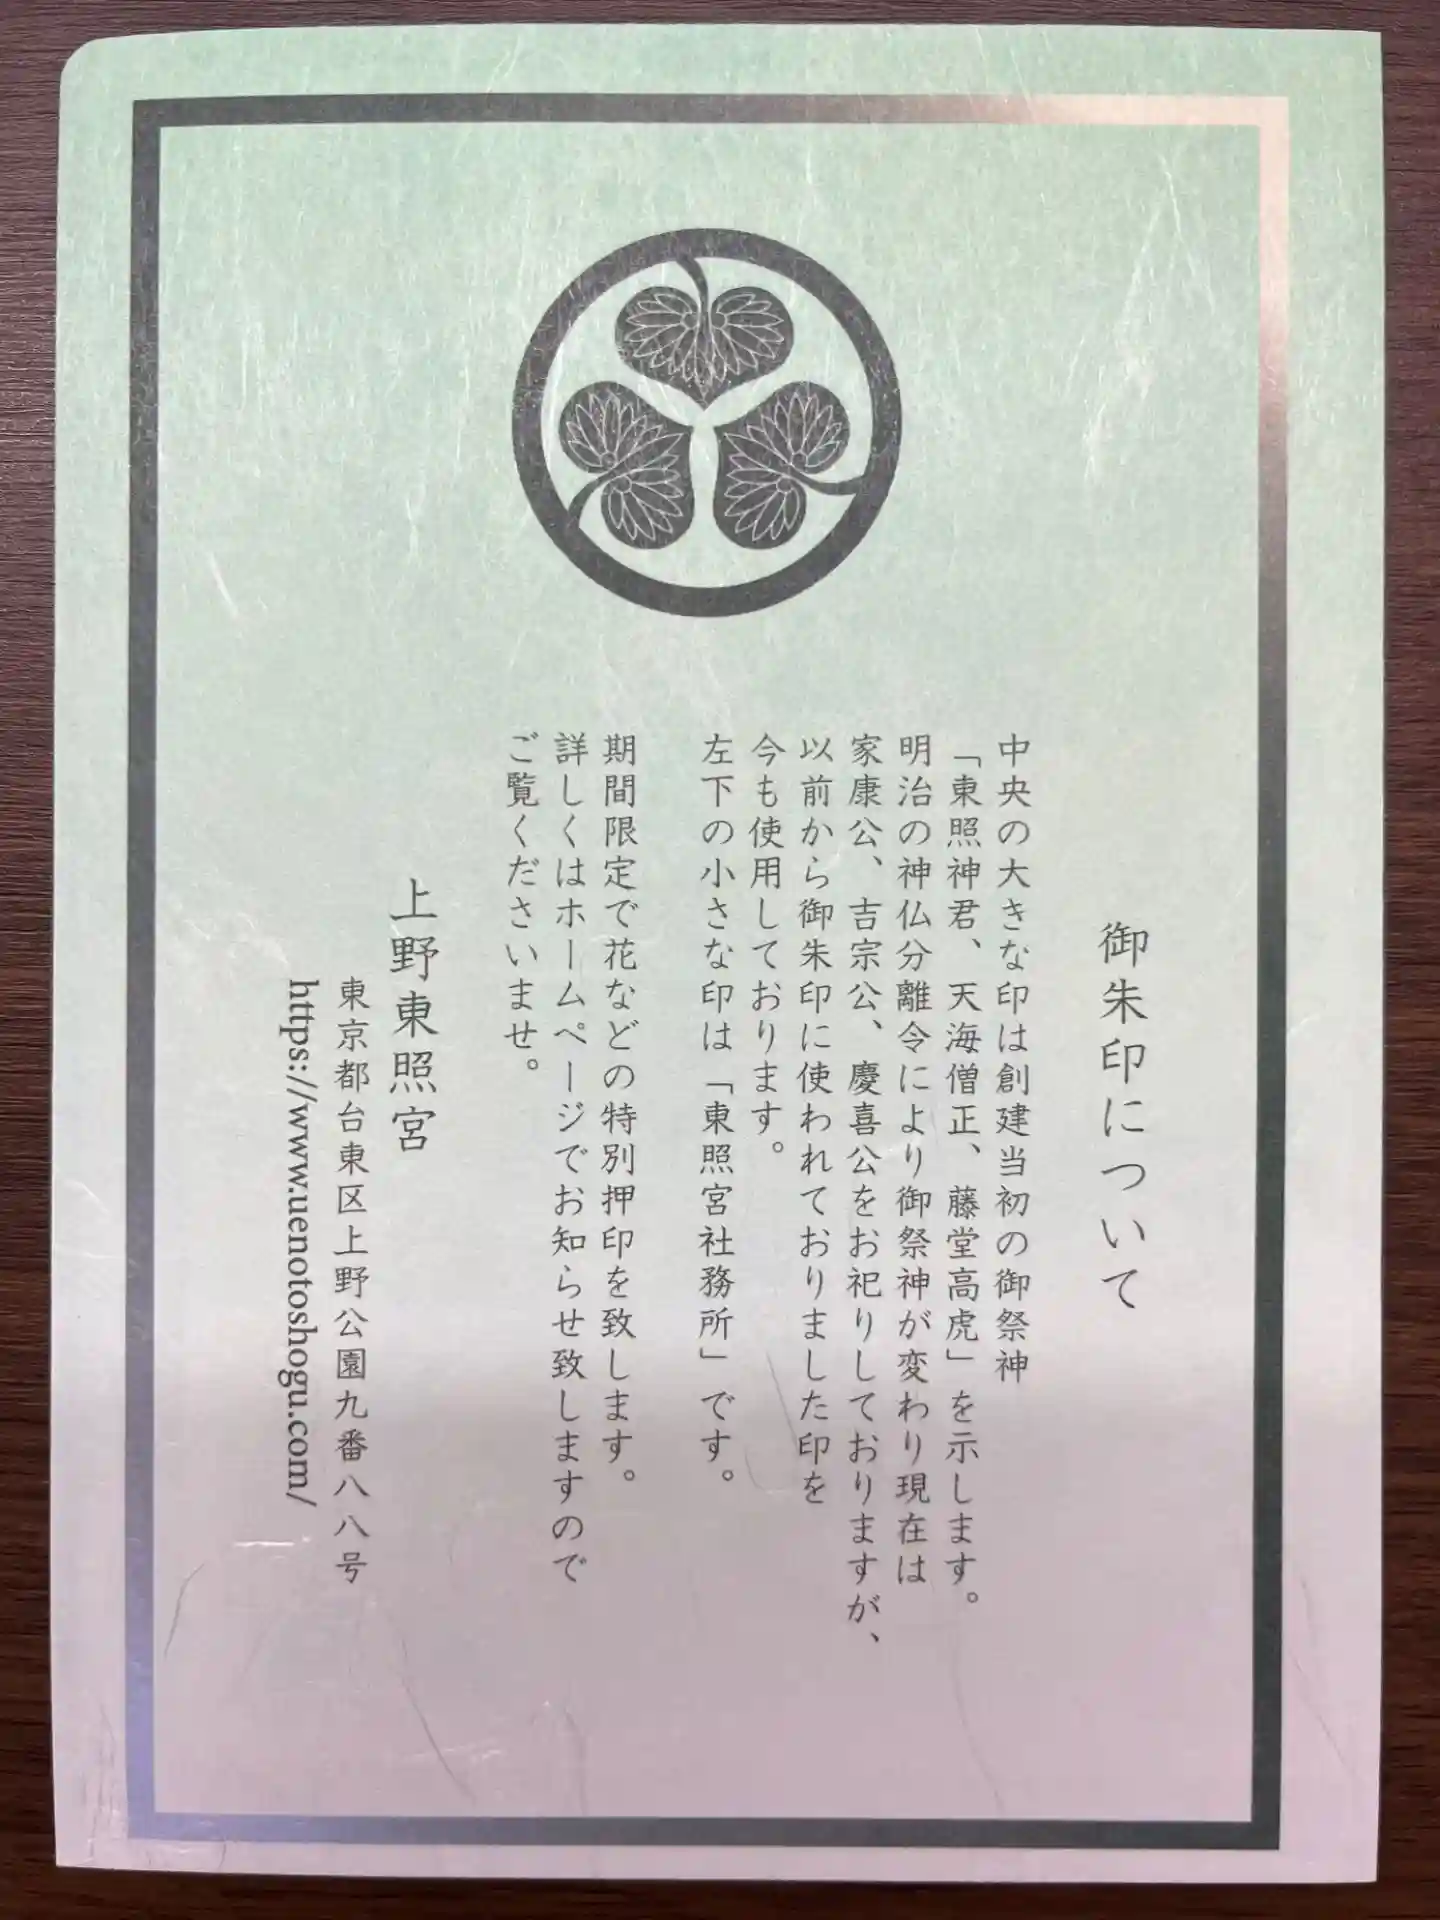 御朱印について
中央の大きな印は創建当初の御祭神
「東照神君、天海僧正、藤堂高虎」を示します。
明治の神仏分離令により御祭神が変わり現在は
家康公、吉宗公、慶喜公をお祀りしておりますが、
以前から御朱印に使われておりました印を
今も使用しております。
左下の小さな印は「東照宮社務所」です。
期間限定で花などの特別押印を致します。
詳しくはホームページでお知らせ致しますので
ご覧くださいませ。
上野東照宮
東京都台東区上野公園九番八八号
https://www.uenotoshogu.com/